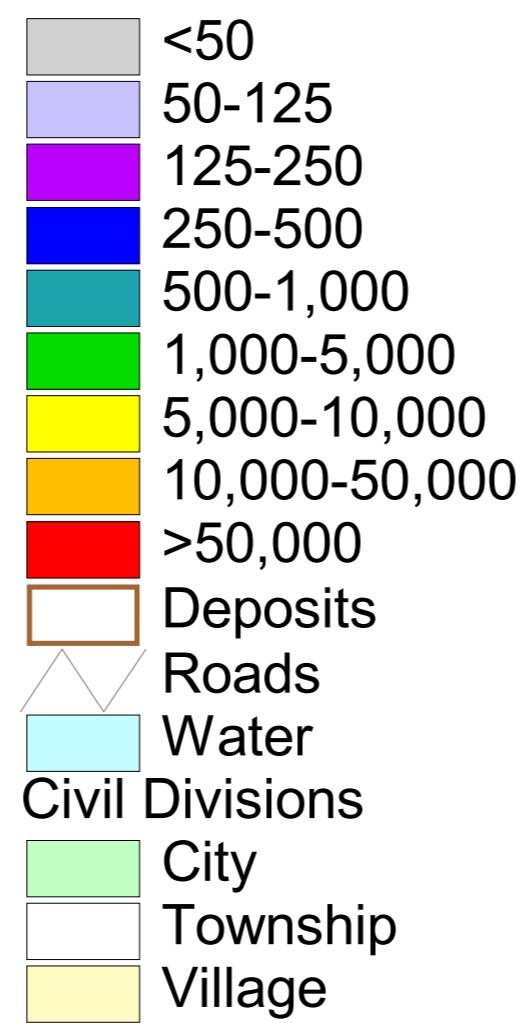 <50
50-125
125-250
250-500
500-1,000
1,000-5,000
5,000-10,000
10,000-50,000
>50,000
Deposits
Roads
Water
Civil Divisions
City
Township
Village